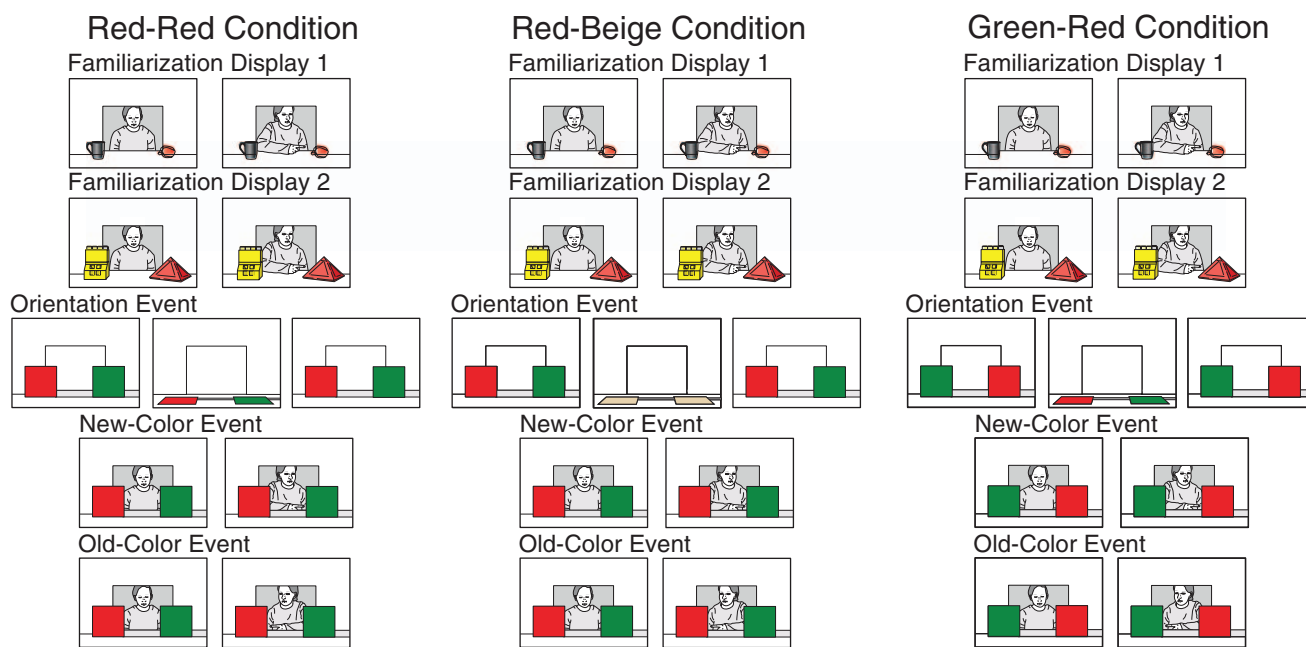 Red-Red Condition
Familiarization Display 1
Familiarization Display 2
Orientation Event
New-Color Event
Old-Color Event
Red-Beige Condition
Familiarization Display 1
Familiarization Display 2
Orientation Event
New-Color Event
Old-Color Event
Green-Red Condition
Familiarization Display 1
Familiarization Display 2
Orientation Event
New-Color Event
Old-Color Event